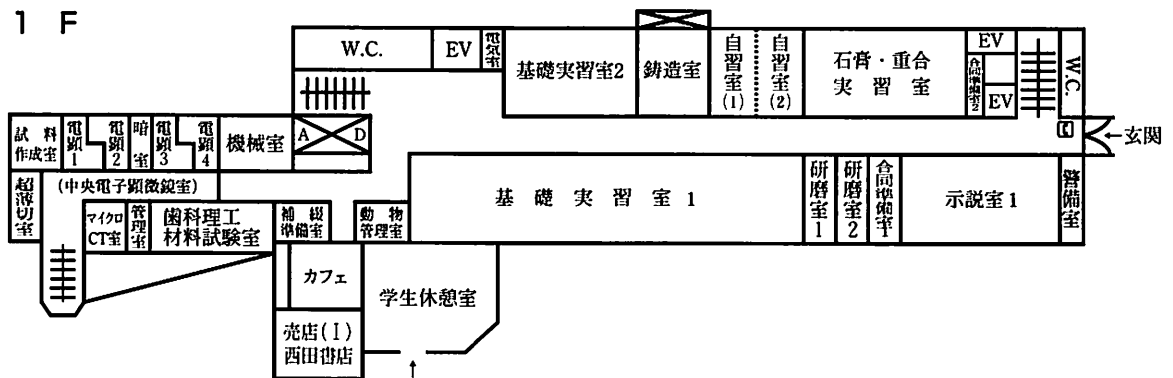 1 F
W.C.
EV
電気室
基礎実習室2
鋳造室
自習室(1)
自習室(2)
石膏・重合
実習室
EV
合同準備室2
EV
W.C.
←玄関
試料
作成室
電顕1
電顕2
暗室
電顕3
電顕4
機械室
A D
超薄切室
(中央電子顕微鏡室)
マイクロ
CT室
管理室
歯科理工
材料試験室
補綴
準備室
動物
管理室
基礎実習室1
研磨室1
研磨室2
合同準備室1
示説室1
警備室
カフェ
学生休憩室
売店(I)
西田書店
↑